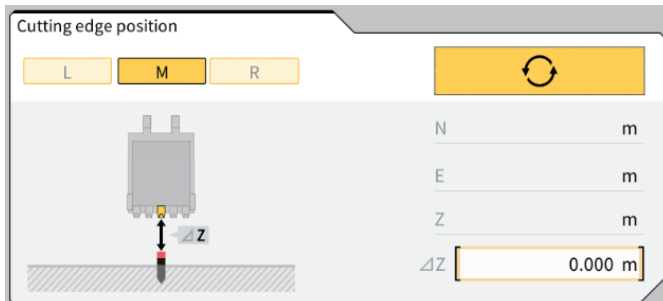 Cutting edge position
L M R
N m
E m
Z m
⊿Z
⊿Z 0.000 m